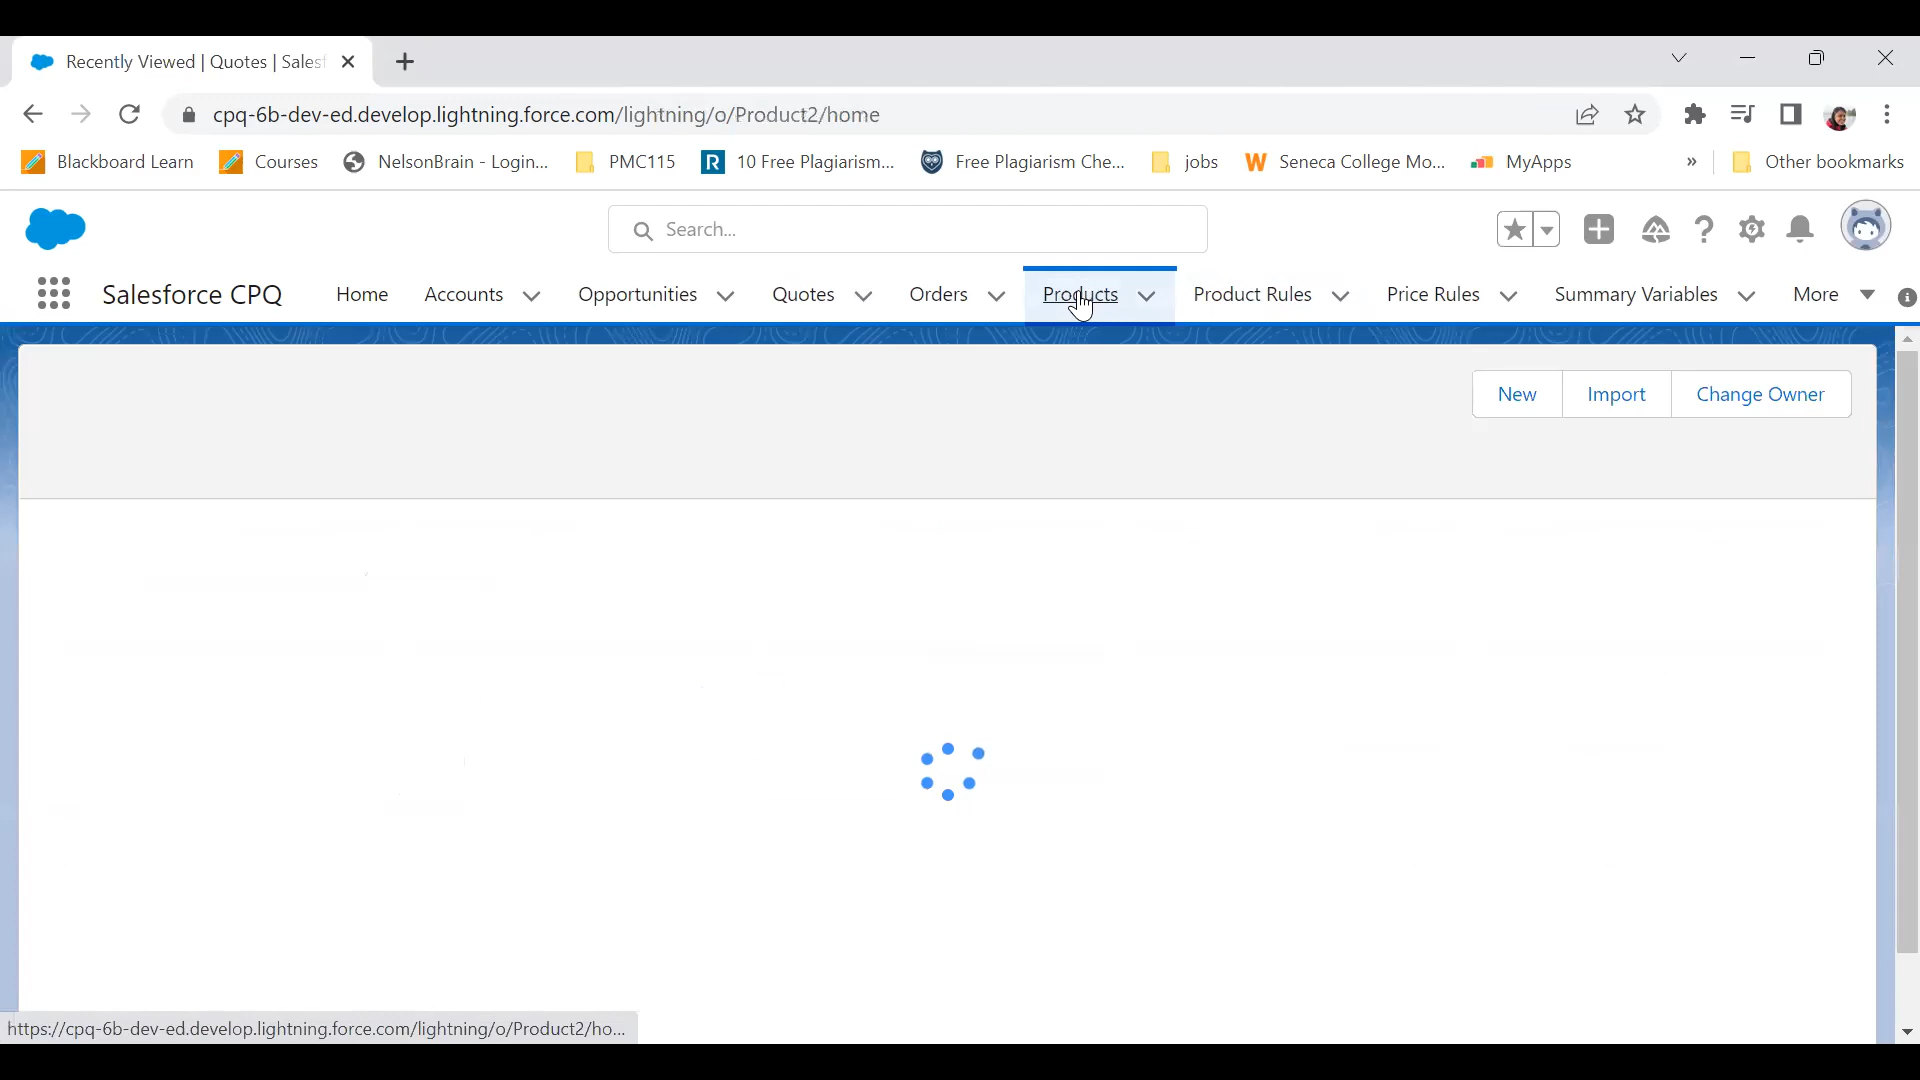 Recently Viewed | Quotes | Sales
cpq-6b-dev-ed.develop.lightning.force.com/lightning/o/Product2/home
Blackboard Learn Courses NelsonBrain - Login... PMC115 10 Free Plagiarism... Free Plagiarism Che... jobs Seneca College Mo... MyApps » Other bookmarks
Search...
Salesforce CPQ Home Accounts Opportunities Quotes Orders Products Product Rules Price Rules Summary Variables More
New Import Change Owner
https://cpq-6b-dev-ed.develop.lightning.force.com/lightning/o/Product2/ho...